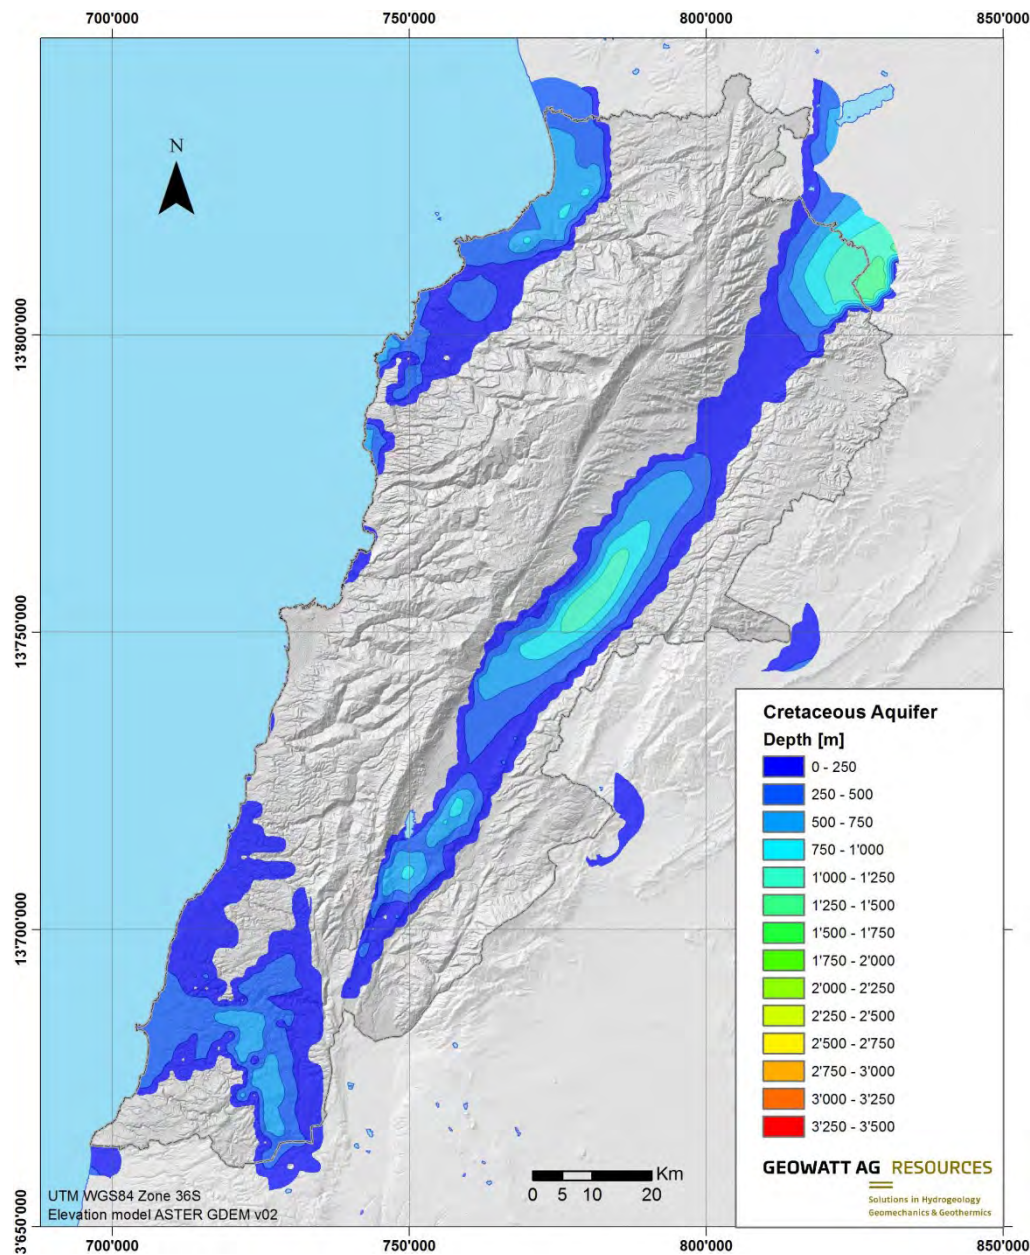 700'000 750'000 800'000 850'000
N
13'800'000
13'750'000
13'700'000
3'650'000
Cretaceous Aquifer
Depth [m]
0 - 250
250 - 500
500 - 750
750 - 1'000
1'000 - 1'250
1'250 - 1'500
1'500 - 1'750
1'750 - 2'000
2'000 - 2'250
2'250 - 2'500
2'500 - 2'750
2'750 - 3'000
3'000 - 3'250
3'250 - 3'500
GEOWATT AG RESOURCES
Solutions in Hydrogeology
Geomechanics & Geothermics
Km
0 5 10 20
UTM WGS84 Zone 36S
Elevation model ASTER GDEM v02
700'000 750'000 800'000 850'000